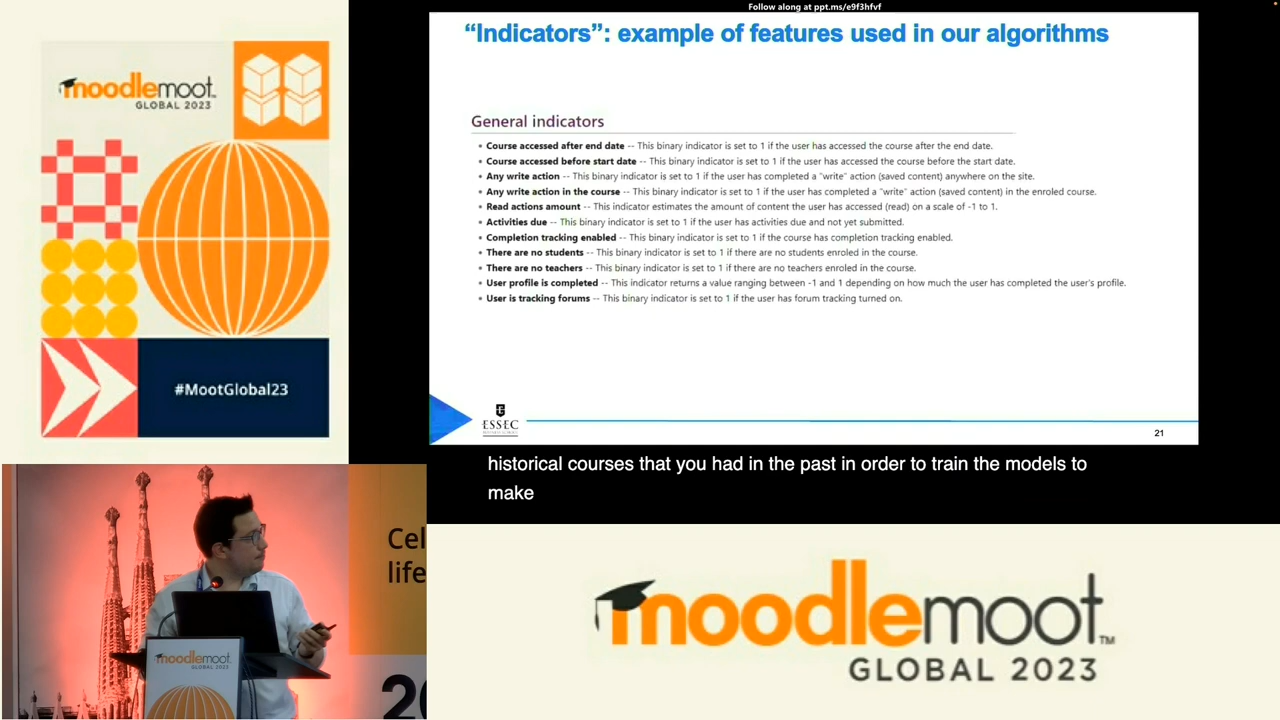 Follow along at ppt.ms/e9f3hfvf
moodlemoot
GLOBAL 2023
#MootGlobal23
“Indicators”: example of features used in our algorithms
General indicators
• Course accessed after end date -- This binary indicator is set to 1 if the user has accessed the course after the end date.
• Course accessed before start date -- This binary indicator is set to 1 if the user has accessed the course before the start date.
• Any write action -- This binary indicator is set to 1 if the user has completed a "write" action (saved content) anywhere on the site.
• Any write action in the course -- This binary indicator is set to 1 if the user has completed a "write" action (saved content) in the enroled course.
• Read actions amount -- This indicator estimates the amount of content the user has accessed (read) on a scale of -1 to 1.
• Activities due -- This binary indicator is set to 1 if the user has activities due and not yet submitted.
• Completion tracking enabled -- This binary indicator is set to 1 if the course has completion tracking enabled.
• There are no students -- This binary indicator is set to 1 if there are no students enroled in the course.
• There are no teachers -- This binary indicator is set to 1 if there are no teachers enroled in the course.
• User profile is completed -- This indicator returns a value ranging between -1 and 1 depending on how much the user has completed the user's profile.
• User is tracking forums -- This binary indicator is set to 1 if the user has forum tracking turned on.
ESSEC
21
historical courses that you had in the past in order to train the models to
make
Cel
life
20
moodlemoot
GLOBAL 2023
moodlemoot™
GLOBAL 2023